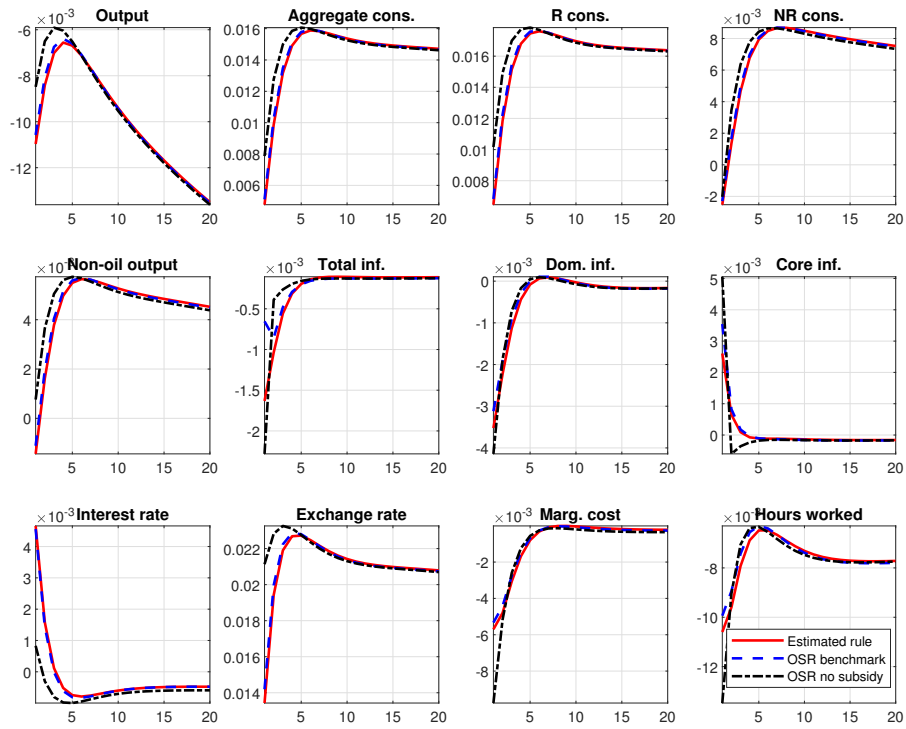 Output
Aggregate cons.
R cons.
NR cons.
×10⁻³
-6
-8
-10
-12
5 10 15 20
0.016
0.014
0.012
0.01
0.008
0.006
5 10 15 20
0.016
0.014
0.012
0.01
0.008
5 10 15 20
×10⁻³
8
6
4
2
0
-2
5 10 15 20
Non-oil output
Total inf.
Dom. inf.
Core inf.
4
2
0
5 10 15 20
×10⁻³
-0.5
-1
-1.5
-2
5 10 15 20
×10⁻³
0
-1
-2
-3
-4
5 10 15 20
×10⁻³
5
4
3
2
1
0
5 10 15 20
Interest rate
Exchange rate
Marg. cost
Hours worked
×10⁻³
4
2
0
5 10 15 20
0.022
0.02
0.018
0.016
0.014
5 10 15 20
×10⁻³
-2
-4
-6
-8
5 10 15 20
-8
-10
-12
5 10 15 20
Estimated rule
OSR benchmark
OSR no subsidy